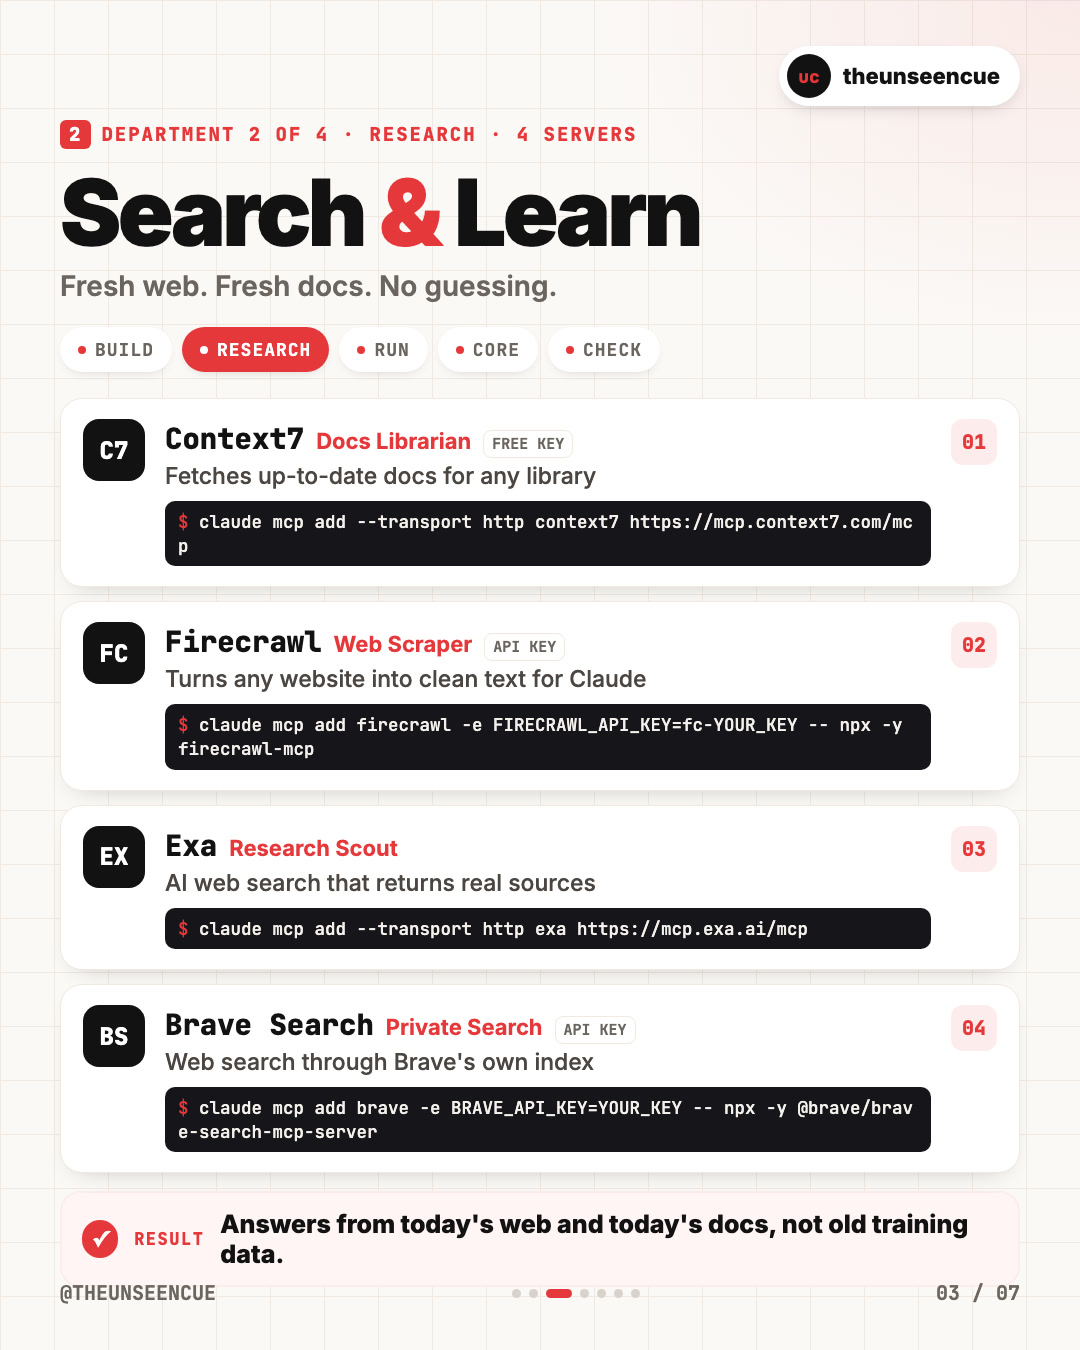 uc theunseencue
2 DEPARTMENT 2 OF 4 · RESEARCH · 4 SERVERS
Search & Learn
Fresh web. Fresh docs. No guessing.
BUILD RESEARCH RUN CORE CHECK
C7 Context7 Docs Librarian FREE KEY 01
Fetches up-to-date docs for any library
$ claude mcp add --transport http context7 https://mcp.context7.com/mc
p
FC Firecrawl Web Scraper API KEY 02
Turns any website into clean text for Claude
$ claude mcp add firecrawl -e FIRECRAWL_API_KEY=fc-YOUR_KEY -- npx -y
firecrawl-mcp
EX Exa Research Scout 03
AI web search that returns real sources
$ claude mcp add --transport http exa https://mcp.exa.ai/mcp
BS Brave Search Private Search API KEY 04
Web search through Brave's own index
$ claude mcp add brave -e BRAVE_API_KEY=YOUR_KEY -- npx -y @brave/brav
e-search-mcp-server
RESULT Answers from today's web and today's docs, not old training
data.
@THEUNSEENCUE 03 / 07